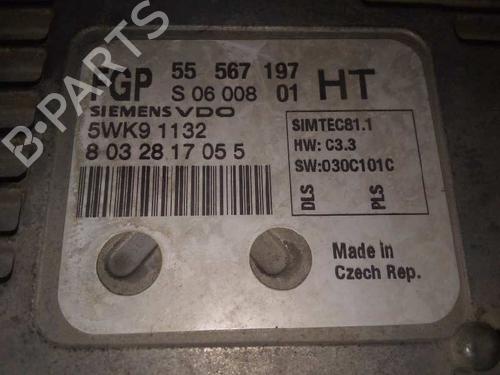 FGP 55 567 197 HT
S 06 008 01
SIEMENS VDO
5WK9 1132
8 03 28 17 05 5
SIMTEC81.1
HW: C3.3
SW:030C101C
DLS PLS
Made in
Czech Rep.
B-PARTS